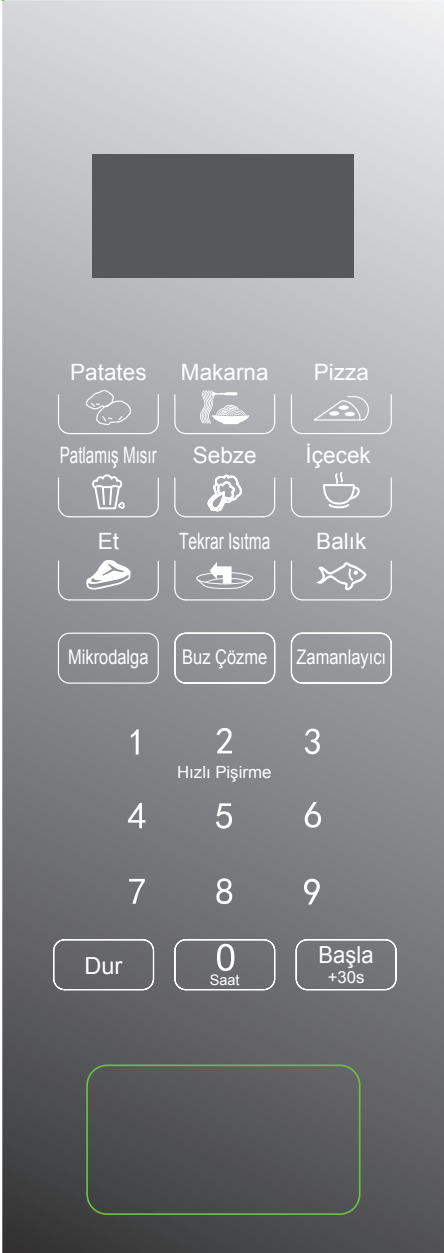 Patates Makarna Pizza
Patlamış Mısır Sebze İçecek
Et Tekrar Isıtma Balık
Mikrodalga Buz Çözme Zamanlayıcı
1 2 3
Hızlı Pişirme
4 5 6
7 8 9
Dur 0 Başla
Saat +30s